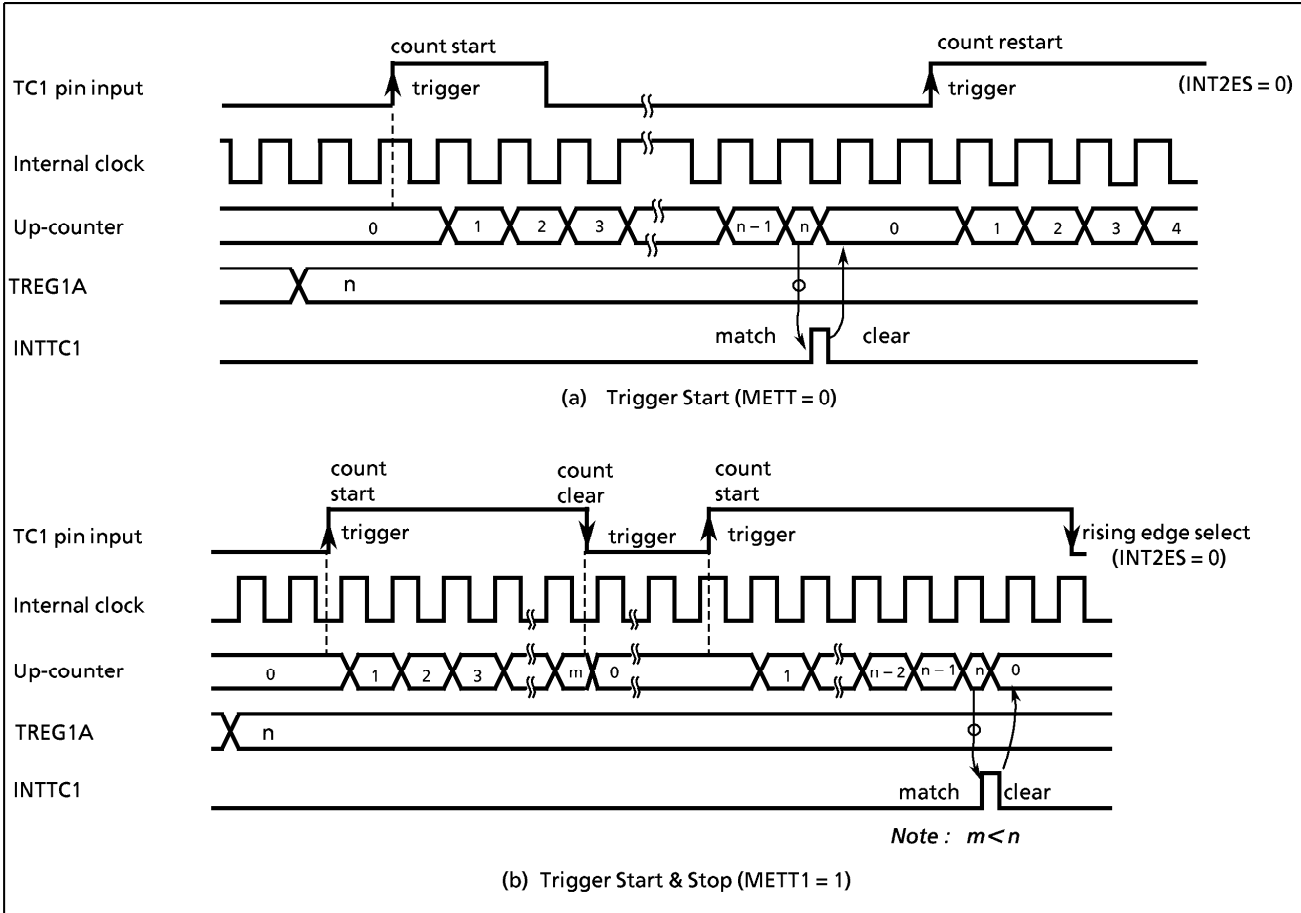 count start
count restart
TC1 pin input
trigger
trigger
(INT2ES = 0)
Internal clock
Up-counter
0
1
2
3
n – 1
n
0
1
2
3
4
TREG1A
n
INTTC1
match
clear
(a) Trigger Start (METT = 0)
count
start
count
clear
count
start
TC1 pin input
trigger
trigger
trigger
rising edge select
(INT2ES = 0)
Internal clock
Up-counter
0
1
2
3
m
0
1
n – 2
n – 1
n
0
TREG1A
n
INTTC1
match
clear
Note : m < n
(b) Trigger Start & Stop (METT1 = 1)